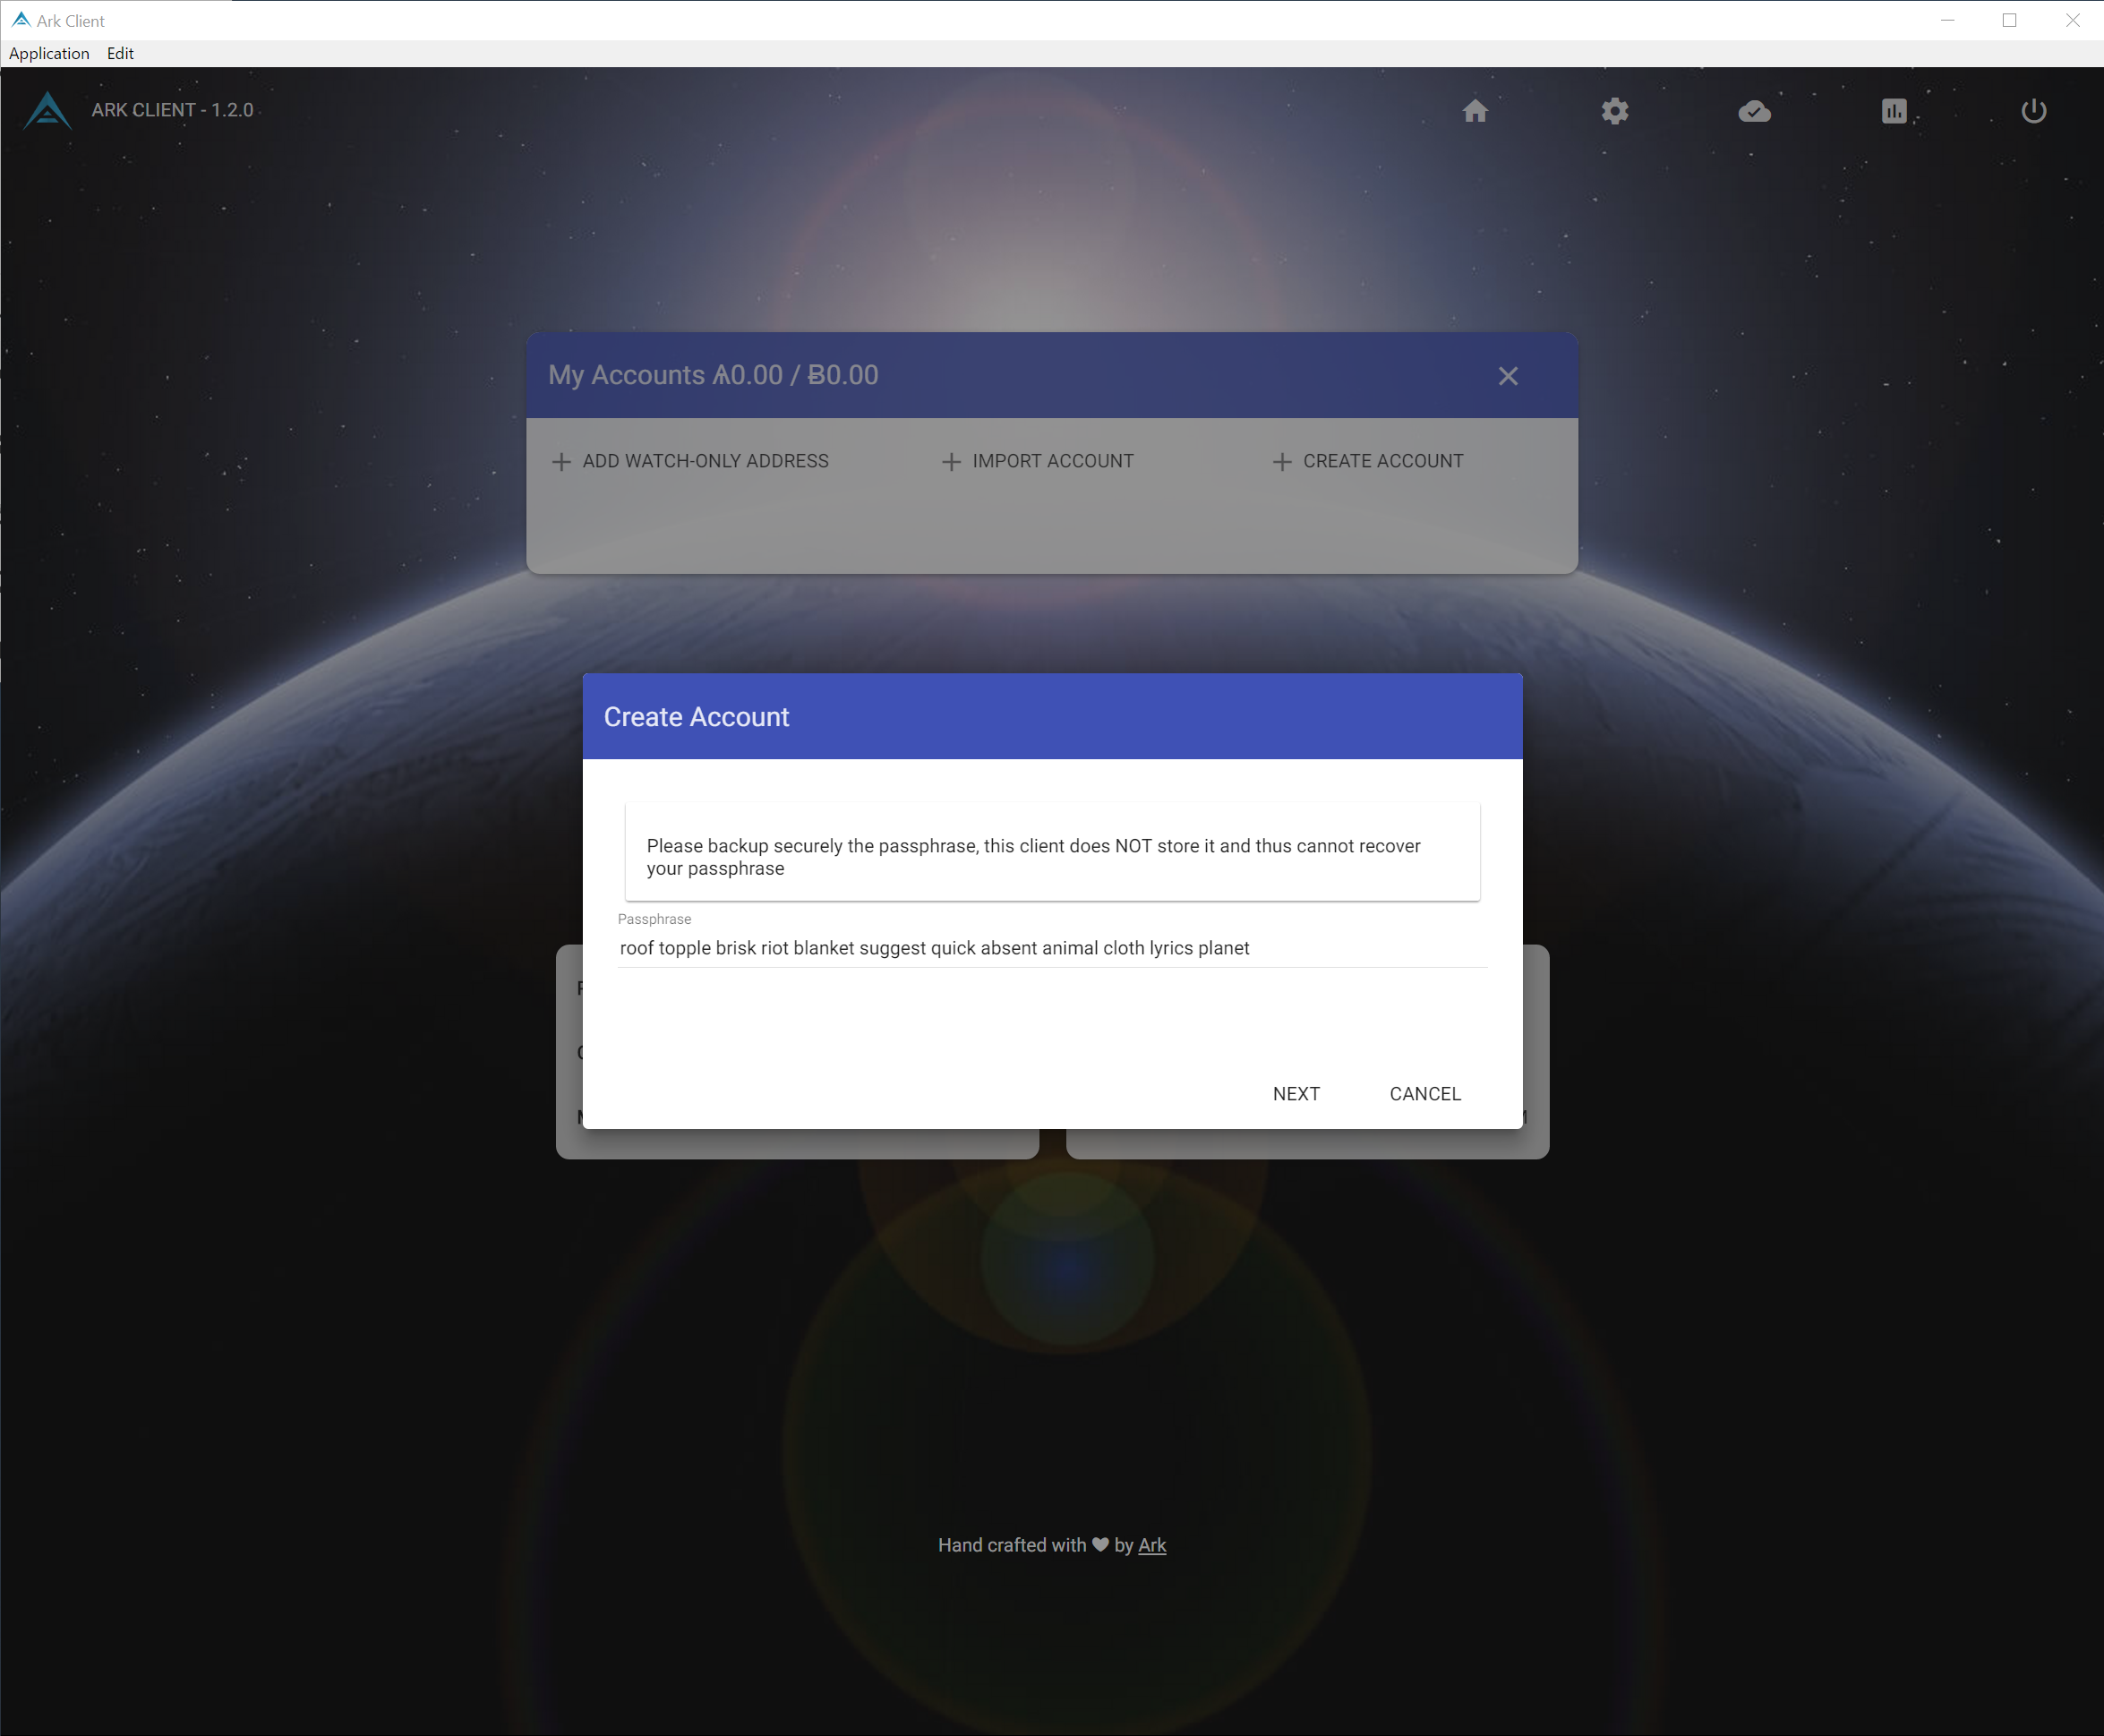 Ark Client
Application Edit
ARK CLIENT - 1.2.0
My Accounts Ѧ0.00 / Ƀ0.00
ADD WATCH-ONLY ADDRESS
IMPORT ACCOUNT
CREATE ACCOUNT
Create Account
Please backup securely the passphrase, this client does NOT store it and thus cannot recover
your passphrase
Passphrase
roof topple brisk riot blanket suggest quick absent animal cloth lyrics planet
NEXT CANCEL
Hand crafted with ♥ by Ark